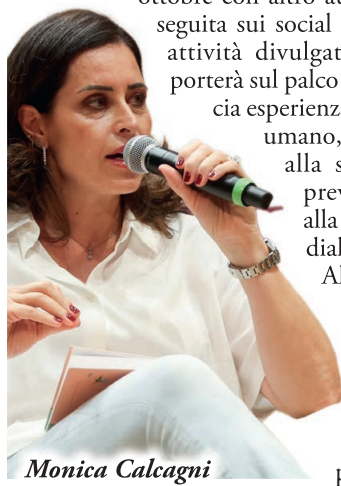 ottobre con altro
seguita sui social
attività divulgat
porterà sul palco
cia esperienz
umano,
alla s
prev
alla
dial
Al
p
Monica Calcagni